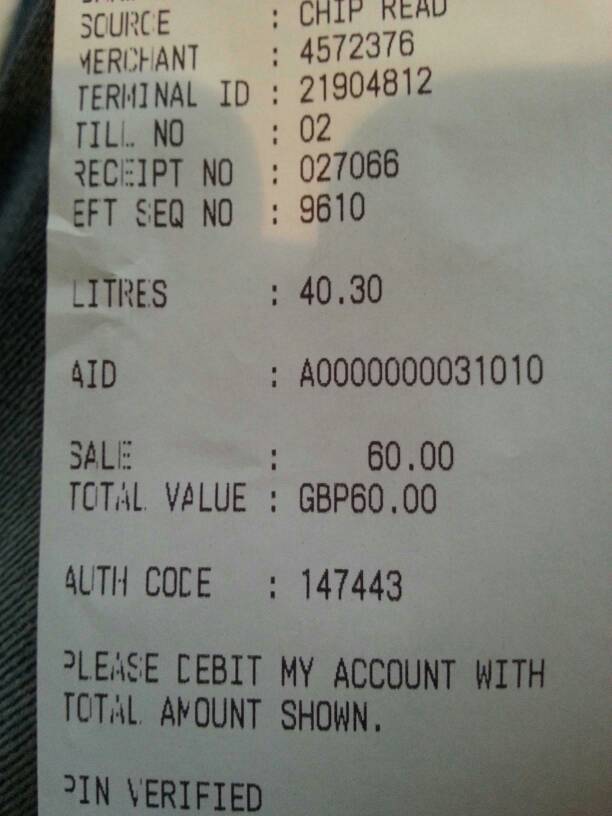 SOURCE : CHIP READ
MERCHANT : 4572376
TERMINAL ID : 21904812
TILL NO : 02
RECEIPT NO : 027066
EFT SEQ NO : 9610
LITRES : 40.30
AID : A0000000031010
SALE : 60.00
TOTAL VALUE : GBP60.00
AUTH CODE : 147443
PLEASE DEBIT MY ACCOUNT WITH
TOTAL AMOUNT SHOWN.
PIN VERIFIED